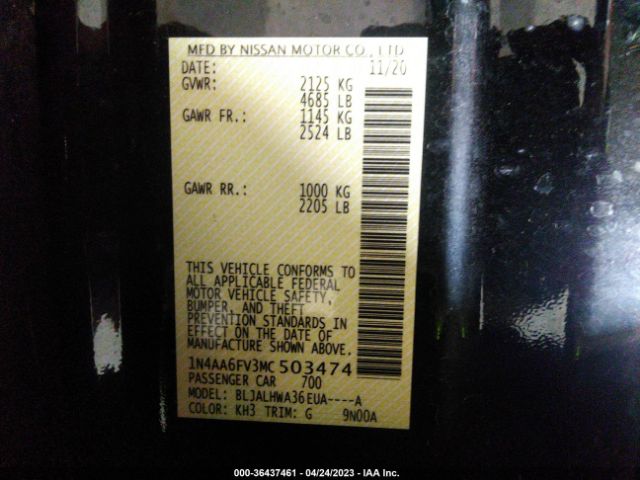 MFD BY NISSAN MOTOR CO., LTD.
DATE: 11/20
GVWR: 2125 KG
4685 LB
GAWR FR.: 1145 KG
2524 LB
GAWR RR.: 1000 KG
2205 LB
THIS VEHICLE CONFORMS TO
ALL APPLICABLE FEDERAL
MOTOR VEHICLE SAFETY,
BUMPER, AND THEFT
PREVENTION STANDARDS IN
EFFECT ON THE DATE OF
MANUFACTURE SHOWN ABOVE.
1N4AA6FV3MC503474
PASSENGER CAR 700
MODEL: BLJALHWA36EUA----A
COLOR: KH3 TRIM: G 9N00A
000-36437461 - 04/24/2023 - IAA Inc.